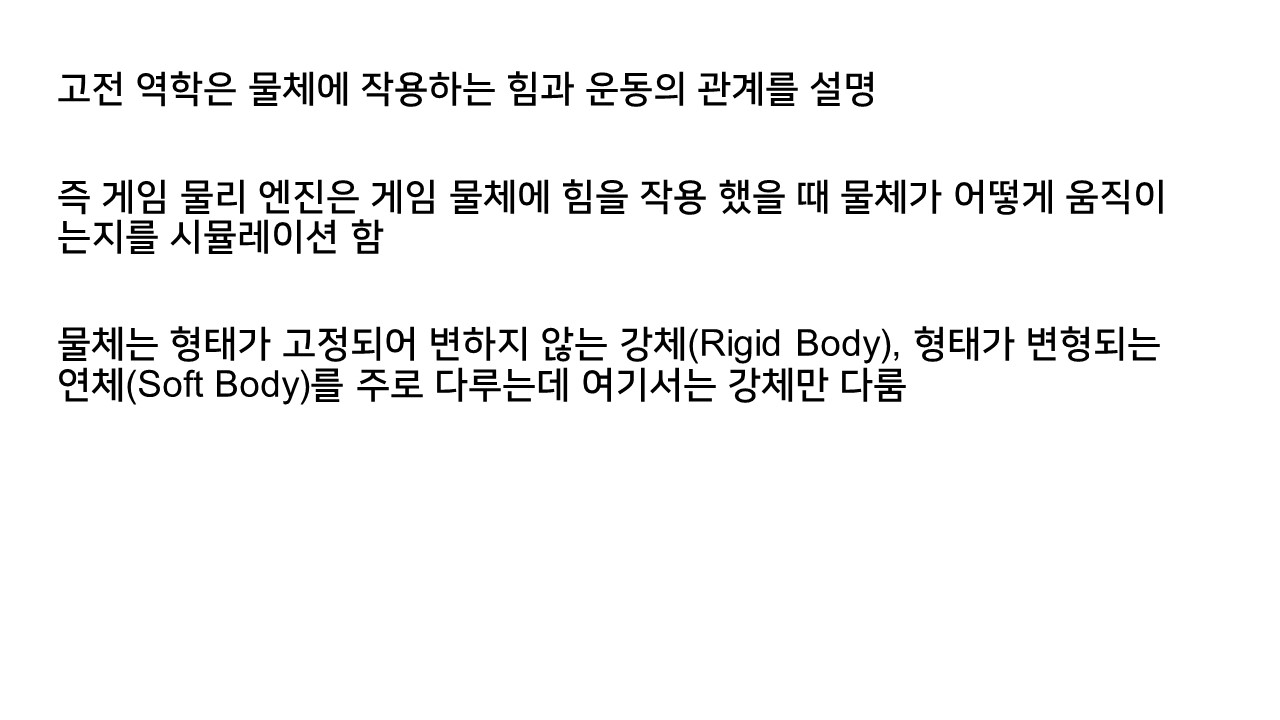 고전 역학은 물체에 작용하는 힘과 운동의 관계를 설명
즉 게임 물리 엔진은 게임 물체에 힘을 작용 했을 때 물체가 어떻게 움직이
는지를 시뮬레이션 함
물체는 형태가 고정되어 변하지 않는 강체(Rigid Body), 형태가 변형되는
연체(Soft Body)를 주로 다루는데 여기서는 강체만 다룸